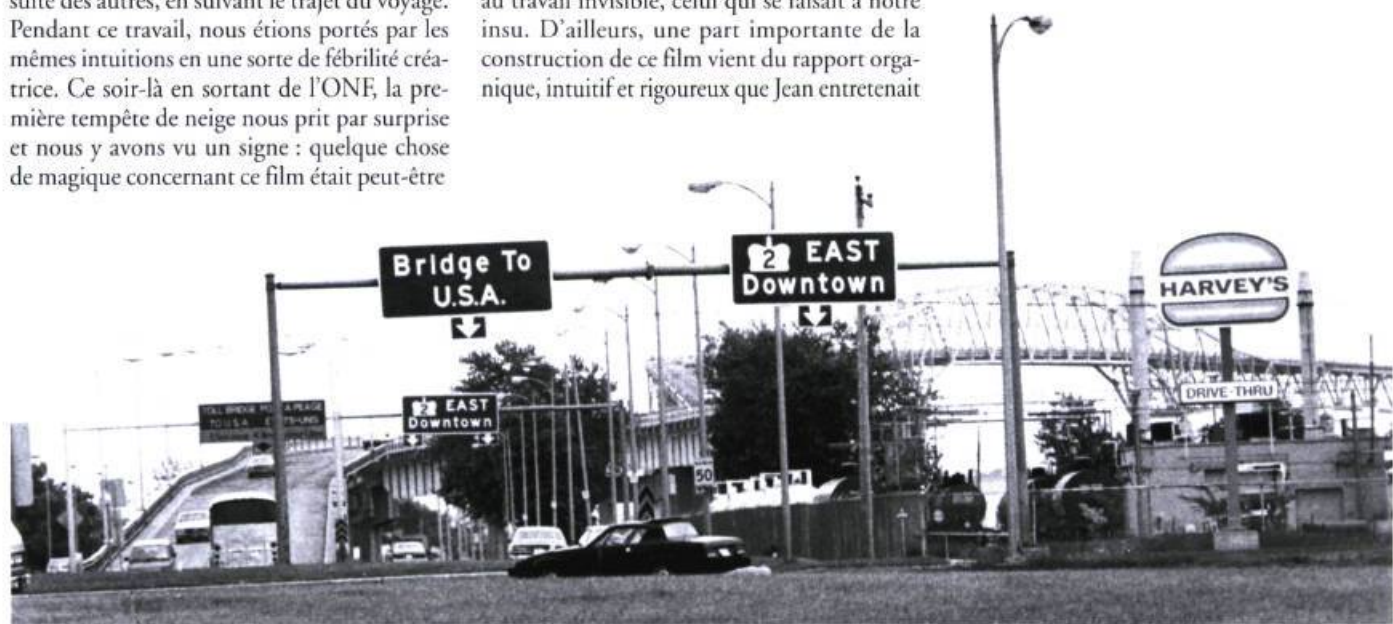 suite des autres, en suivant le trajet du voyage.
Pendant ce travail, nous étions portés par les
mêmes intuitions en une sorte de fébrilité créa-
trice. Ce soir-là en sortant de l'ONF, la pre-
mière tempête de neige nous prit par surprise
et nous y avons vu un signe : quelque chose
de magique concernant ce film était peut-être
au travail invisible, celui qui se faisait à notre
insu. D'ailleurs, une part importante de la
construction de ce film vient du rapport orga-
nique, intuitif et rigoureux que Jean entretenait
Bridge To
U.S.A.
2 EAST
Downtown
HARVEY'S
DRIVE-THRU
2 EAST
Downtown
TOLL BRIDGE
TO U.S.A.
50